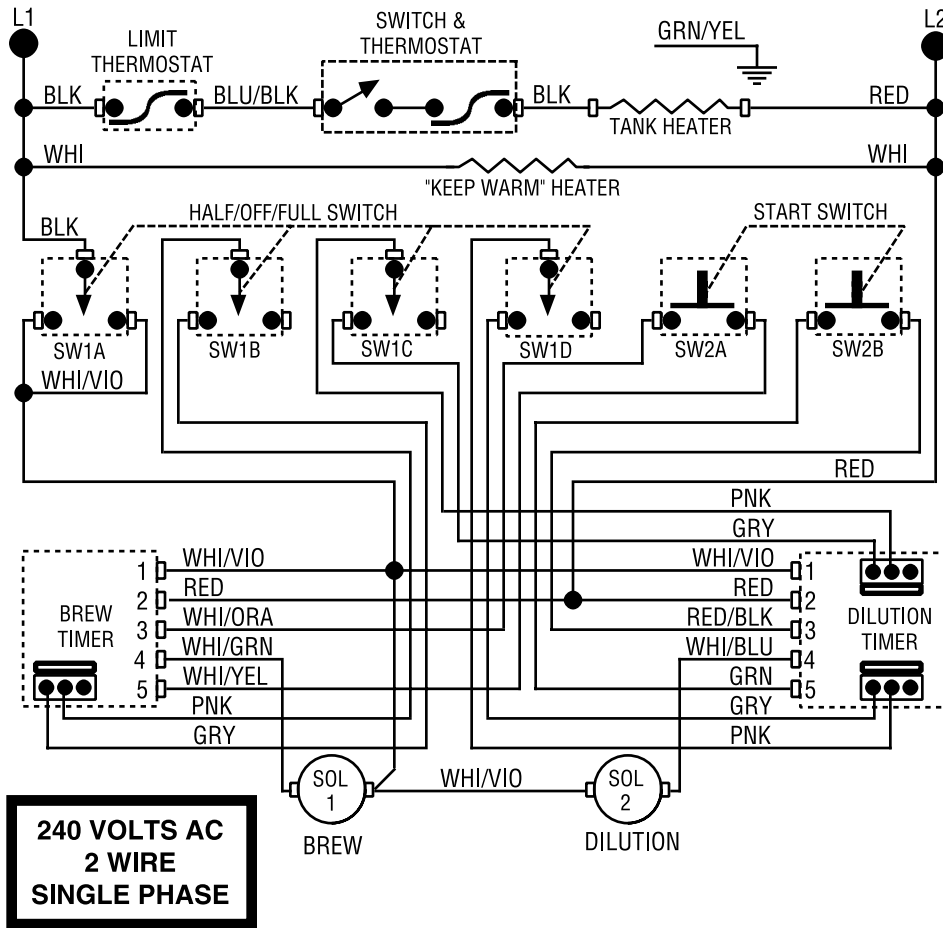 L1
L2
LIMIT
THERMOSTAT
SWITCH &
THERMOSTAT
GRN/YEL
BLK
BLU/BLK
BLK
TANK HEATER
RED
WHI
"KEEP WARM" HEATER
WHI
BLK
HALF/OFF/FULL SWITCH
START SWITCH
SW1A
SW1B
SW1C
SW1D
SW2A
SW2B
WHI/VIO
RED
PNK
GRY
BREW
TIMER
1
2
3
4
5
WHI/VIO
RED
WHI/ORA
WHI/GRN
WHI/YEL
PNK
GRY
WHI/VIO
RED
RED/BLK
WHI/BLU
GRN
GRY
PNK
1
2
3
4
5
DILUTION
TIMER
SOL
1
BREW
WHI/VIO
SOL
2
DILUTION
240 VOLTS AC
2 WIRE
SINGLE PHASE